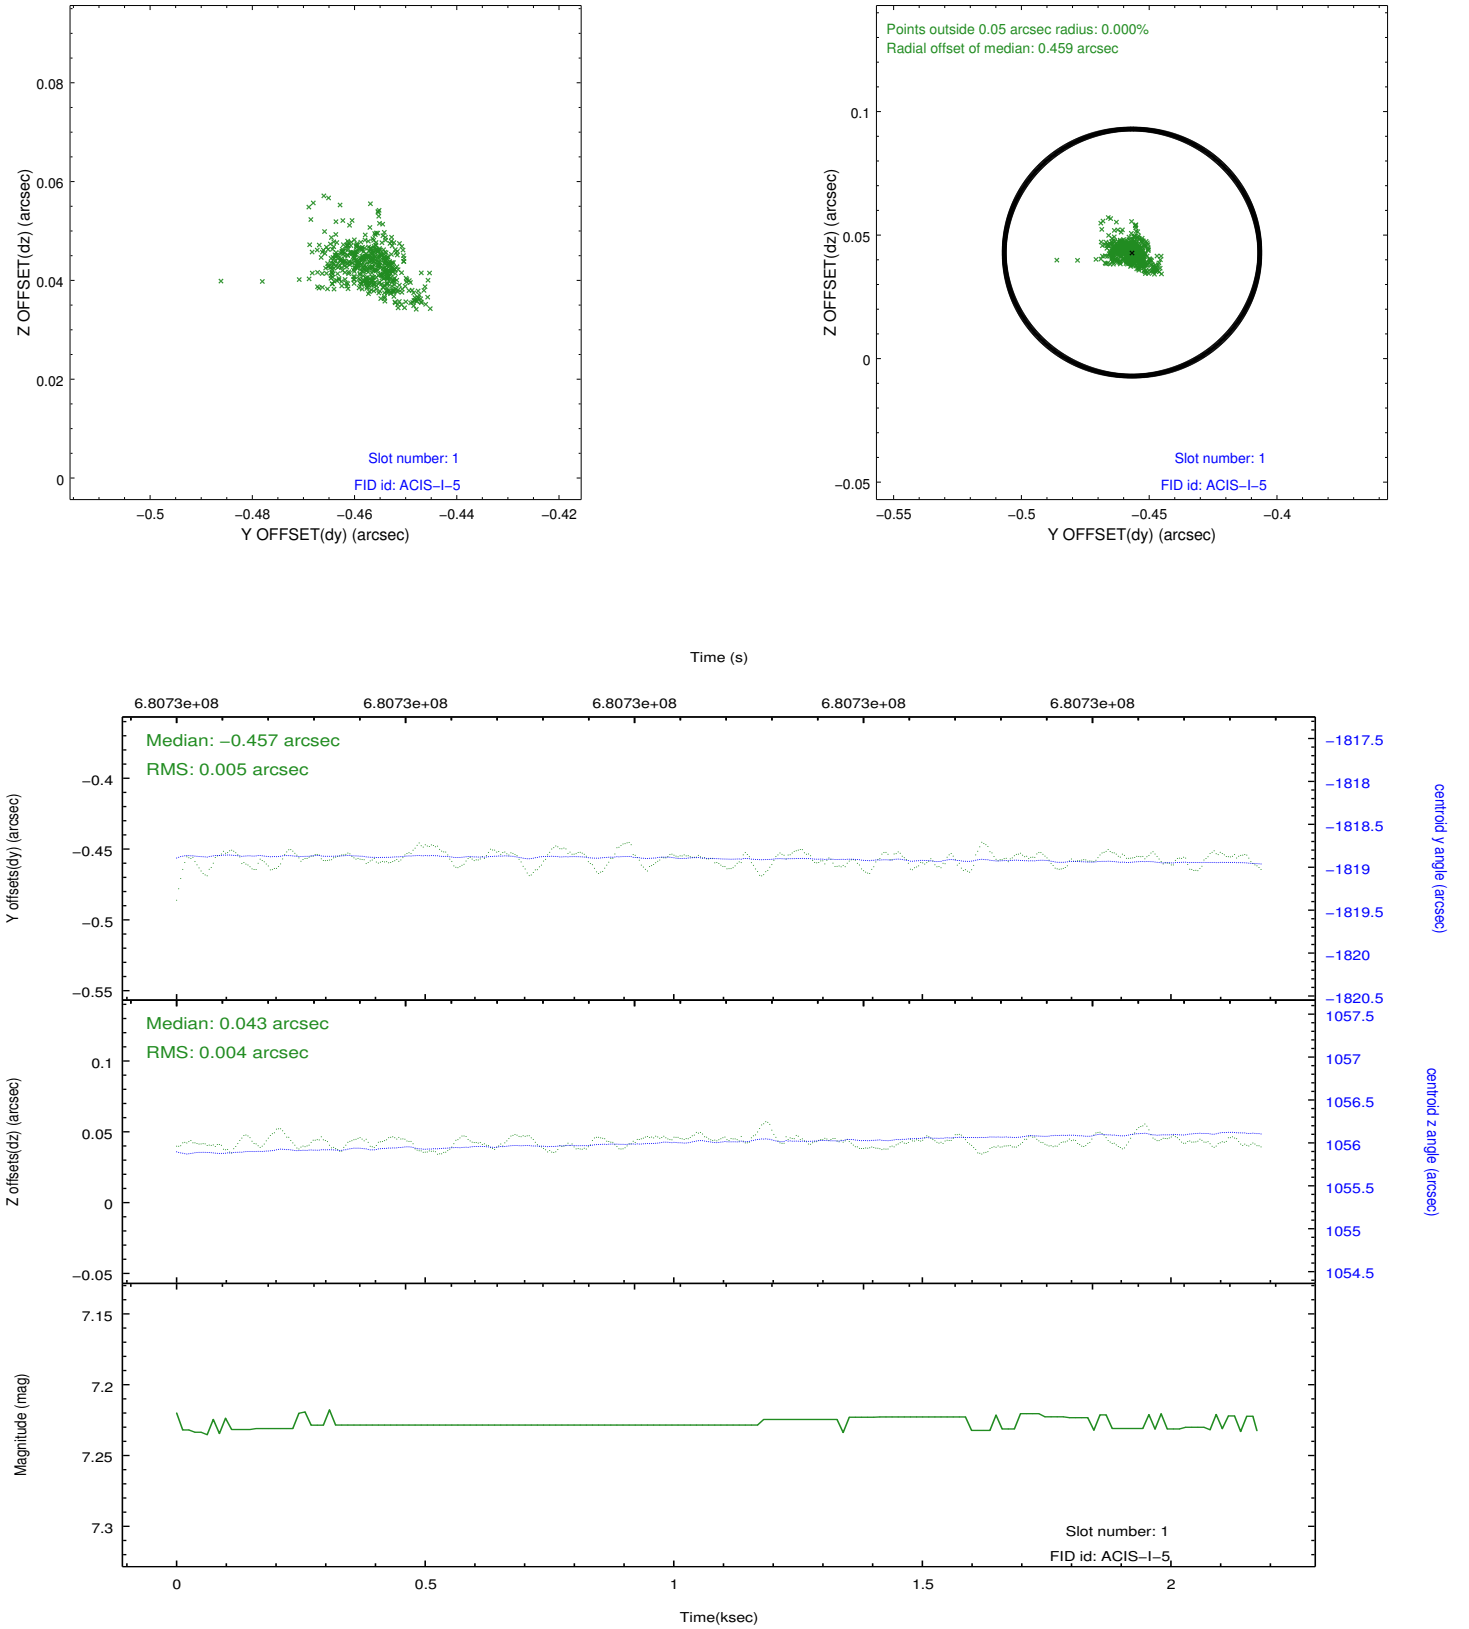 0.08
0.06
0.04
0.02
0
Z OFFSET(dz) (arcsec)
Slot number: 1
FID id: ACIS−I−5
−0.5
−0.48
−0.46
−0.44
−0.42
Y OFFSET(dy) (arcsec)
Points outside 0.05 arcsec radius: 0.000%
Radial offset of median: 0.459 arcsec
0.1
0.05
0
−0.05
Z OFFSET(dz) (arcsec)
Slot number: 1
FID id: ACIS−I−5
−0.55
−0.5
−0.45
−0.4
Y OFFSET(dy) (arcsec)
Time (s)
6.8073e+08
6.8073e+08
6.8073e+08
6.8073e+08
6.8073e+08
Median: −0.457 arcsec
RMS: 0.005 arcsec
−0.4
−0.45
−0.5
−0.55
Y offsets(dy) (arcsec)
−1817.5
−1818
−1818.5
−1819
−1819.5
−1820
−1820.5
centroid y angle (arcsec)
Median: 0.043 arcsec
RMS: 0.004 arcsec
0.1
0.05
0
−0.05
Z offsets(dz) (arcsec)
1057.5
1057
1056.5
1056
1055.5
1055
1054.5
centroid z angle (arcsec)
7.15
7.2
7.25
7.3
Magnitude (mag)
Slot number: 1
FID id: ACIS−I−5
0
0.5
1
1.5
2
Time(ksec)